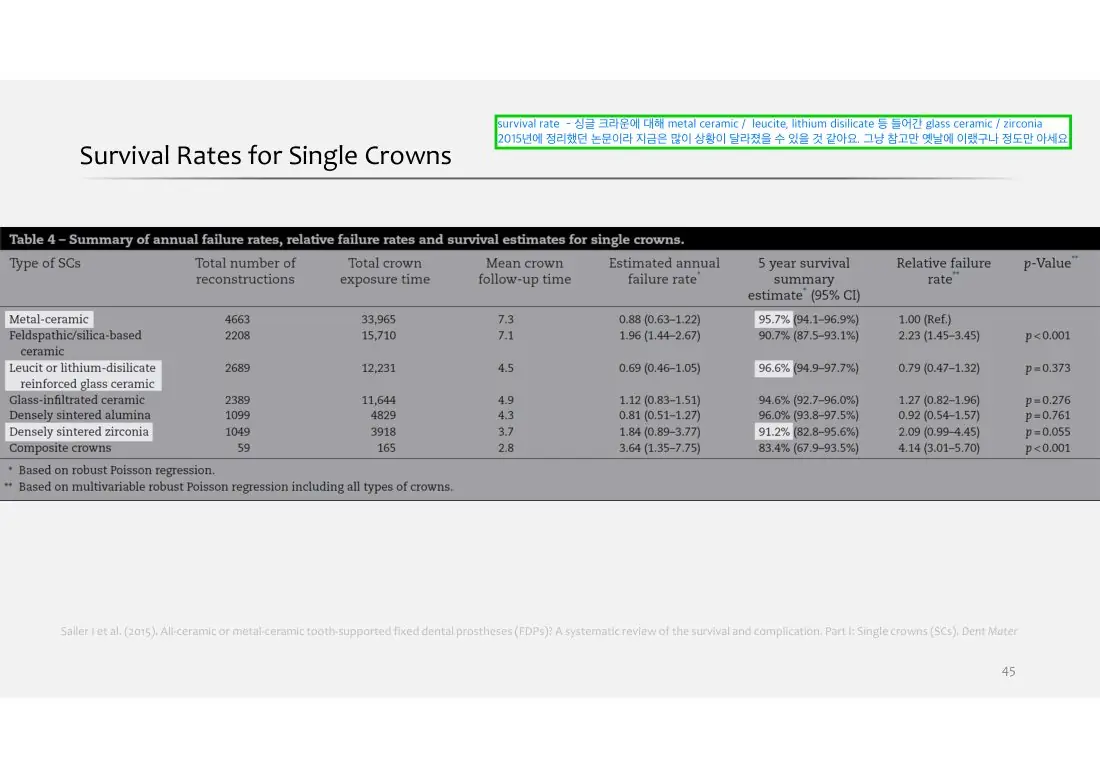 survival rate - 싱글 크라운에 대해 metal ceramic / leucite, lithium disilicate 등 들어간 glass ceramic / zirconia
2015년에 정리했던 논문이라 지금은 많이 상황이 달라졌을 수 있을 것 같아요. 그냥 참고만 옛날에 이랬구나 정도만 아세요
Survival Rates for Single Crowns
Table 4 – Summary of annual failure rates, relative failure rates and survival estimates for single crowns.
Type of SCs Total number of reconstructions Total crown exposure time Mean crown follow-up time Estimated annual failure rate* 5 year survival summary estimate* (95% CI) Relative failure rate** p-Value**
Metal-ceramic 4663 33,965 7.3 0.88 (0.63–1.22) 95.7% (94.1–96.9%) 1.00 (Ref.)
Feldspathic/silica-based 2208 15,710 7.1 1.96 (1.44–2.67) 90.7% (87.5–93.1%) 2.23 (1.45–3.45) p < 0.001
ceramic
Leucit or lithium-disilicate 2689 12,231 4.5 0.69 (0.46–1.05) 96.6% (94.9–97.7%) 0.79 (0.47–1.32) p = 0.373
reinforced glass ceramic
Glass-infiltrated ceramic 2389 11,644 4.9 1.12 (0.83–1.51) 94.6% (92.7–96.0%) 1.27 (0.82–1.96) p = 0.276
Densely sintered alumina 1099 4829 4.3 0.81 (0.51–1.27) 96.0% (93.8–97.5%) 0.92 (0.54–1.57) p = 0.761
Densely sintered zirconia 1049 3918 3.7 1.84 (0.89–3.77) 91.2% (82.8–95.6%) 2.09 (0.99–4.45) p = 0.055
Composite crowns 59 165 2.8 3.64 (1.35–7.75) 83.4% (67.9–93.5%) 4.14 (3.01–5.70) p < 0.001
* Based on robust Poisson regression.
** Based on multivariable robust Poisson regression including all types of crowns.
Sailer I et al. (2015). All-ceramic or metal-ceramic tooth-supported fixed dental prostheses (FDPs)? A systematic review of the survival and complication. Part I: Single crowns (SCs). Dent Mater
45